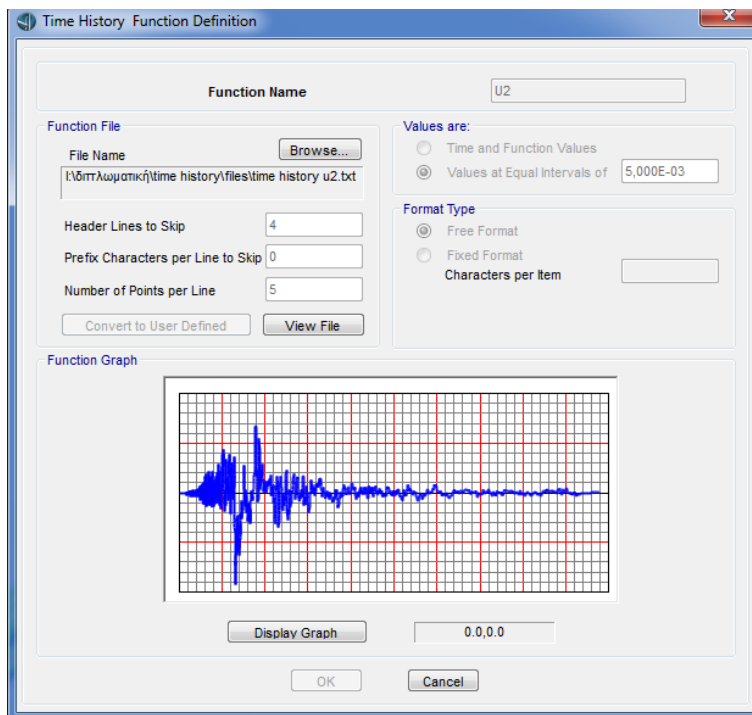 Time History Function Definition
Function Name
U2
Function File
File Name
Browse...
I:\διπλωματική\time history\files\time history u2.txt
Header Lines to Skip
4
Prefix Characters per Line to Skip
0
Number of Points per Line
5
Convert to User Defined
View File
Values are:
Time and Function Values
Values at Equal Intervals of
5,000E-03
Format Type
Free Format
Fixed Format
Characters per Item
Function Graph
Display Graph
0.0,0.0
OK
Cancel